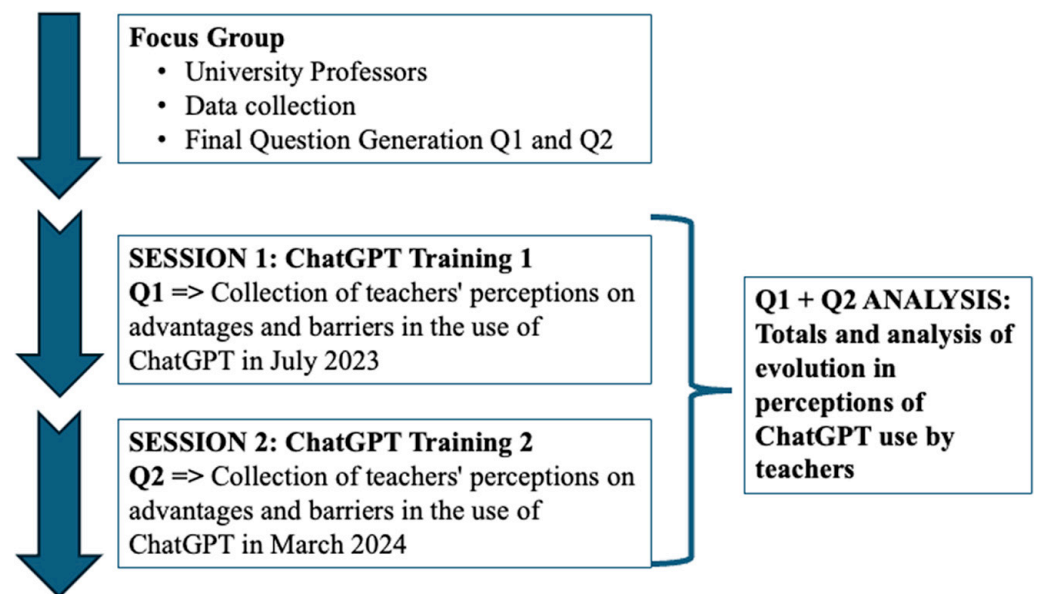 Focus Group
• University Professors
• Data collection
• Final Question Generation Q1 and Q2
SESSION 1: ChatGPT Training 1
Q1 => Collection of teachers' perceptions on
advantages and barriers in the use of
ChatGPT in July 2023
SESSION 2: ChatGPT Training 2
Q2 => Collection of teachers' perceptions on
advantages and barriers in the use of
ChatGPT in March 2024
Q1 + Q2 ANALYSIS:
Totals and analysis of
evolution in
perceptions of
ChatGPT use by
teachers